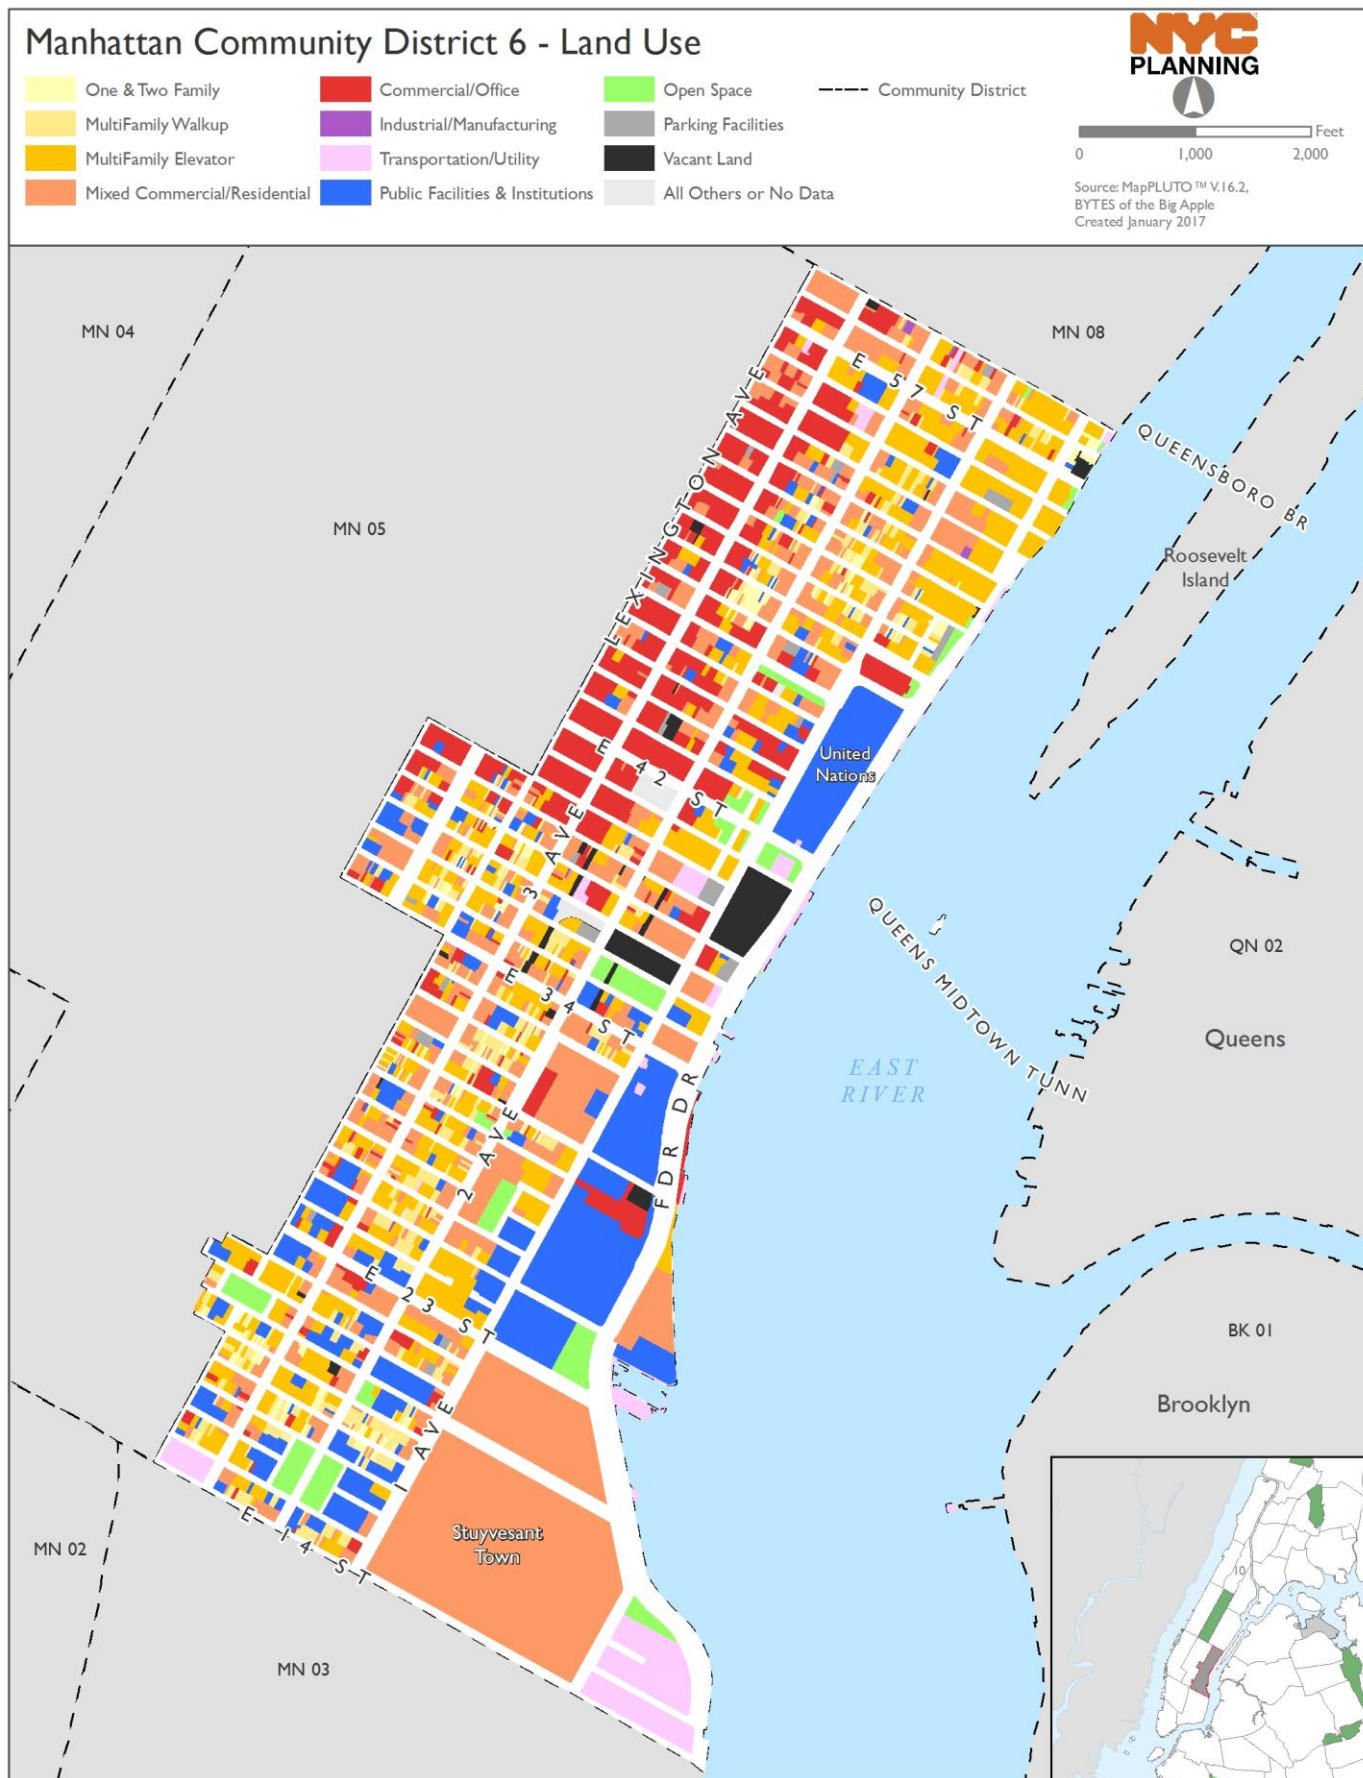 Manhattan Community District 6 - Land Use
One & Two Family
MultiFamily Walkup
MultiFamily Elevator
Mixed Commercial/Residential
Commercial/Office
Industrial/Manufacturing
Transportation/Utility
Public Facilities & Institutions
Open Space
Parking Facilities
Vacant Land
All Others or No Data
Community District
NYC
PLANNING
Feet
0 1,000 2,000
Source: MapPLUTO™ V.16.2,
BYTES of the Big Apple
Created January 2017
MN 04
MN 08
MN 05
E 57 ST
LEXINGTON AVE
QUEENSBORO BR
Roosevelt
Island
E 42 ST
United
Nations
3 AVE
QUEENS MIDTOWN TUNN
QN 02
Queens
E 34 ST
EAST
RIVER
FDR DR
2 AVE
E 23 ST
BK 01
Brooklyn
1 AVE
Stuyvesant
Town
E 14 ST
MN 02
MN 03
10